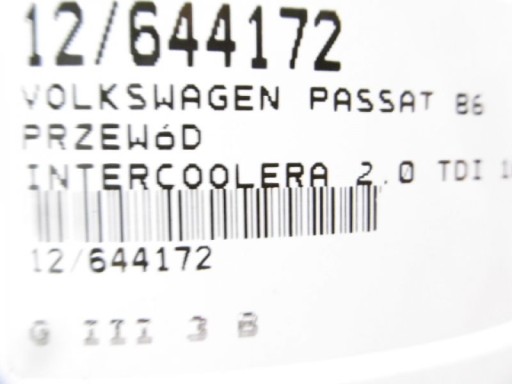 12/644172
VOLKSWAGEN PASSAT B6
PRZEWÓD
INTERCOOLERA 2.0 TDI
12/644172
G III 3 B